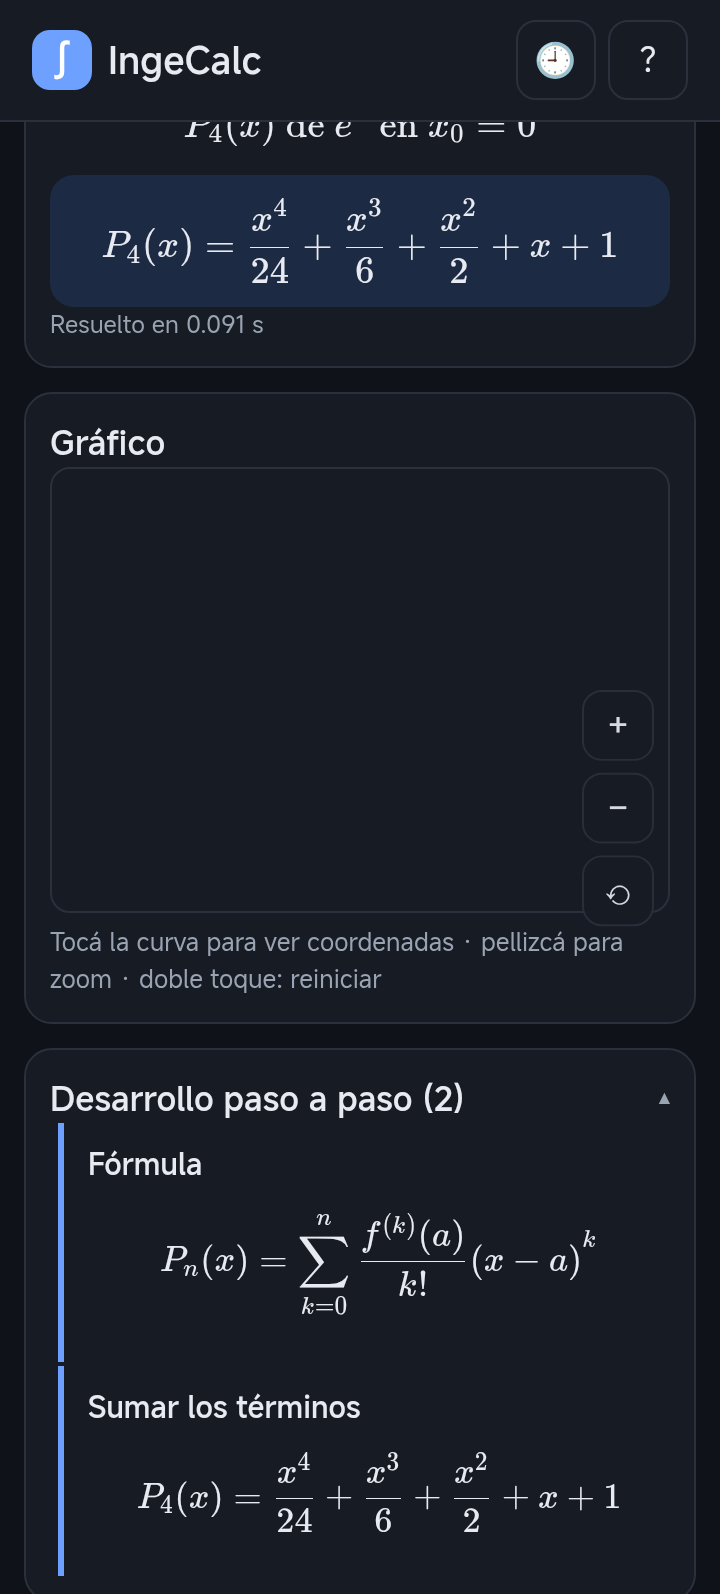 ∫ IngeCalc ?
P₄(x) de e en x₀ = 0
P₄(x) = x⁴/24 + x³/6 + x²/2 + x + 1
Resuelto en 0.091 s
Gráfico
+
−
Tocá la curva para ver coordenadas · pellizcá para
zoom · doble toque: reiniciar
Desarrollo paso a paso (2) ▲
Fórmula
Pₙ(x) = ∑ₖ₌₀ⁿ f⁽ᵏ⁾(a)/k! (x − a)ᵏ
Sumar los términos
P₄(x) = x⁴/24 + x³/6 + x²/2 + x + 1